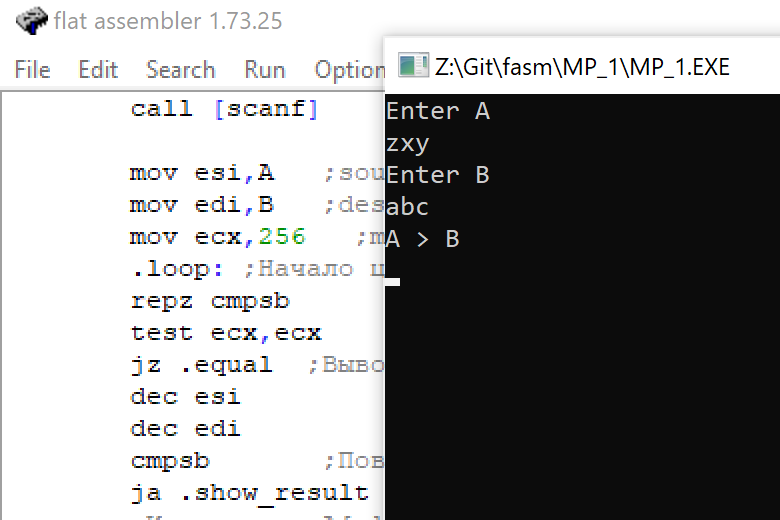 flat assembler 1.73.25
File Edit Search Run Option
call [scanf]
mov esi,A ;sou
mov edi,B ;des
mov ecx,256 ;m
.loop: ;Начало ц
repz cmpsb
test ecx,ecx
jz .equal ;Выво
dec esi
dec edi
cmpsb ;Пов
ja .show_result
Z:\Git\fasm\MP_1\MP_1.EXE
Enter A
zxy
Enter B
abc
A > B